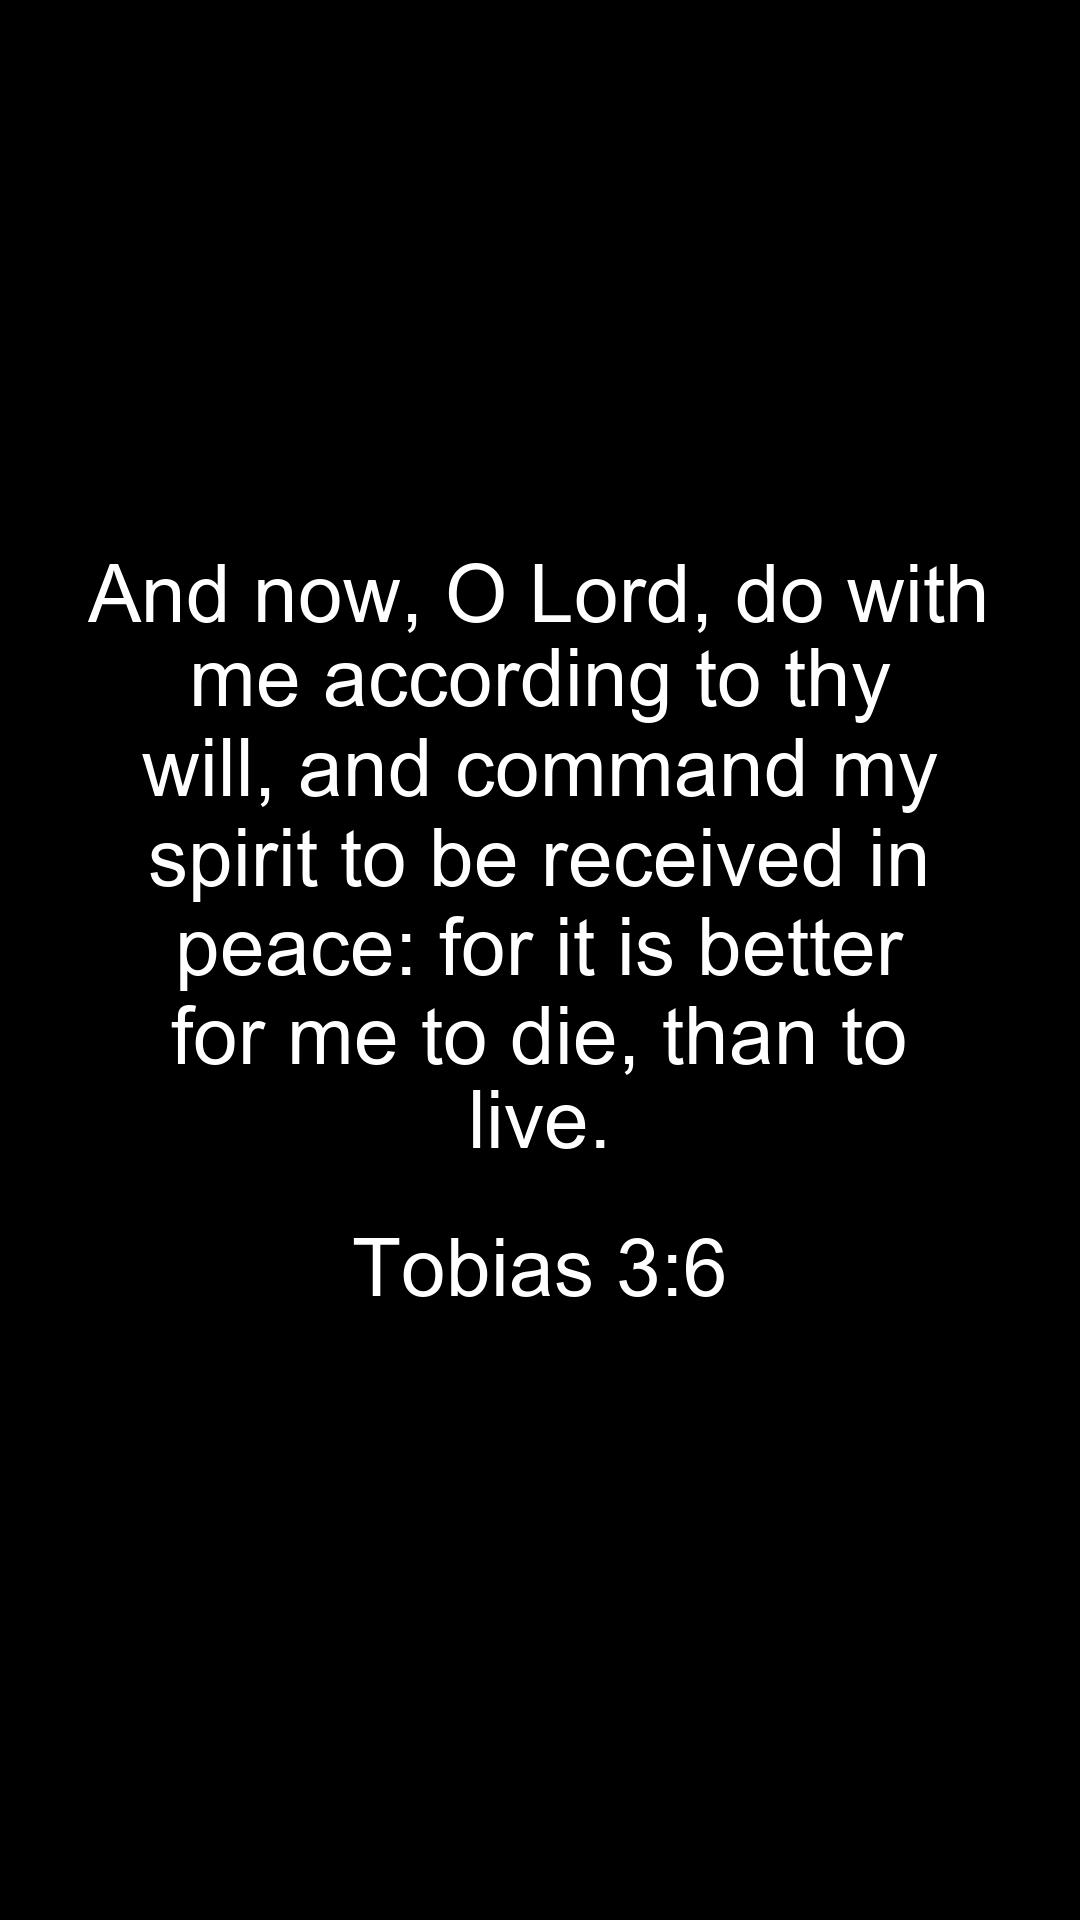 And now, O Lord, do with
me according to thy
will, and command my
spirit to be received in
peace: for it is better
for me to die, than to
live.
Tobias 3:6